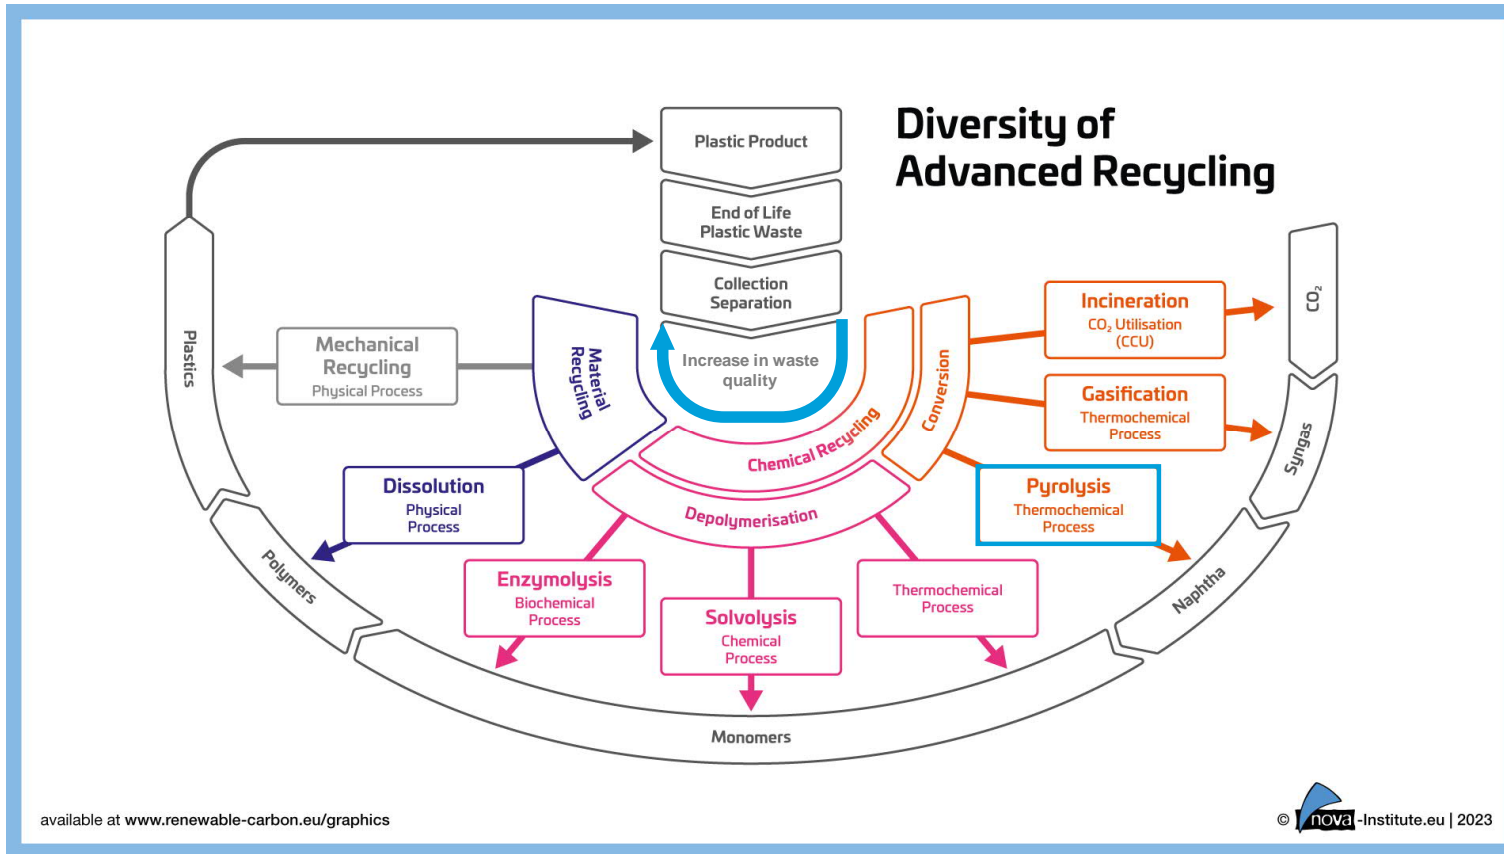 Diversity of
Advanced Recycling
Plastic Product
End of Life
Plastic Waste
Collection
Separation
Increase in waste
quality
Material
Recycling
Chemical Recycling
Conversion
Depolymerisation
Mechanical
Recycling
Physical Process
Dissolution
Physical
Process
Enzymolysis
Biochemical
Process
Solvolysis
Chemical
Process
Thermochemical
Process
Pyrolysis
Thermochemical
Process
Gasification
Thermochemical
Process
Incineration
CO₂ Utilisation
(CCU)
CO₂
Syngas
Naphtha
Monomers
Polymers
Plastics
available at www.renewable-carbon.eu/graphics
© nova-Institute.eu | 2023